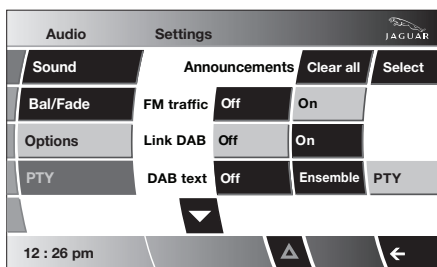 Audio Settings JAGUAR
Sound Announcements Clear all Select
Bal/Fade FM traffic Off On
Options Link DAB Off On
PTY DAB text Off Ensemble PTY
12 : 26 pm